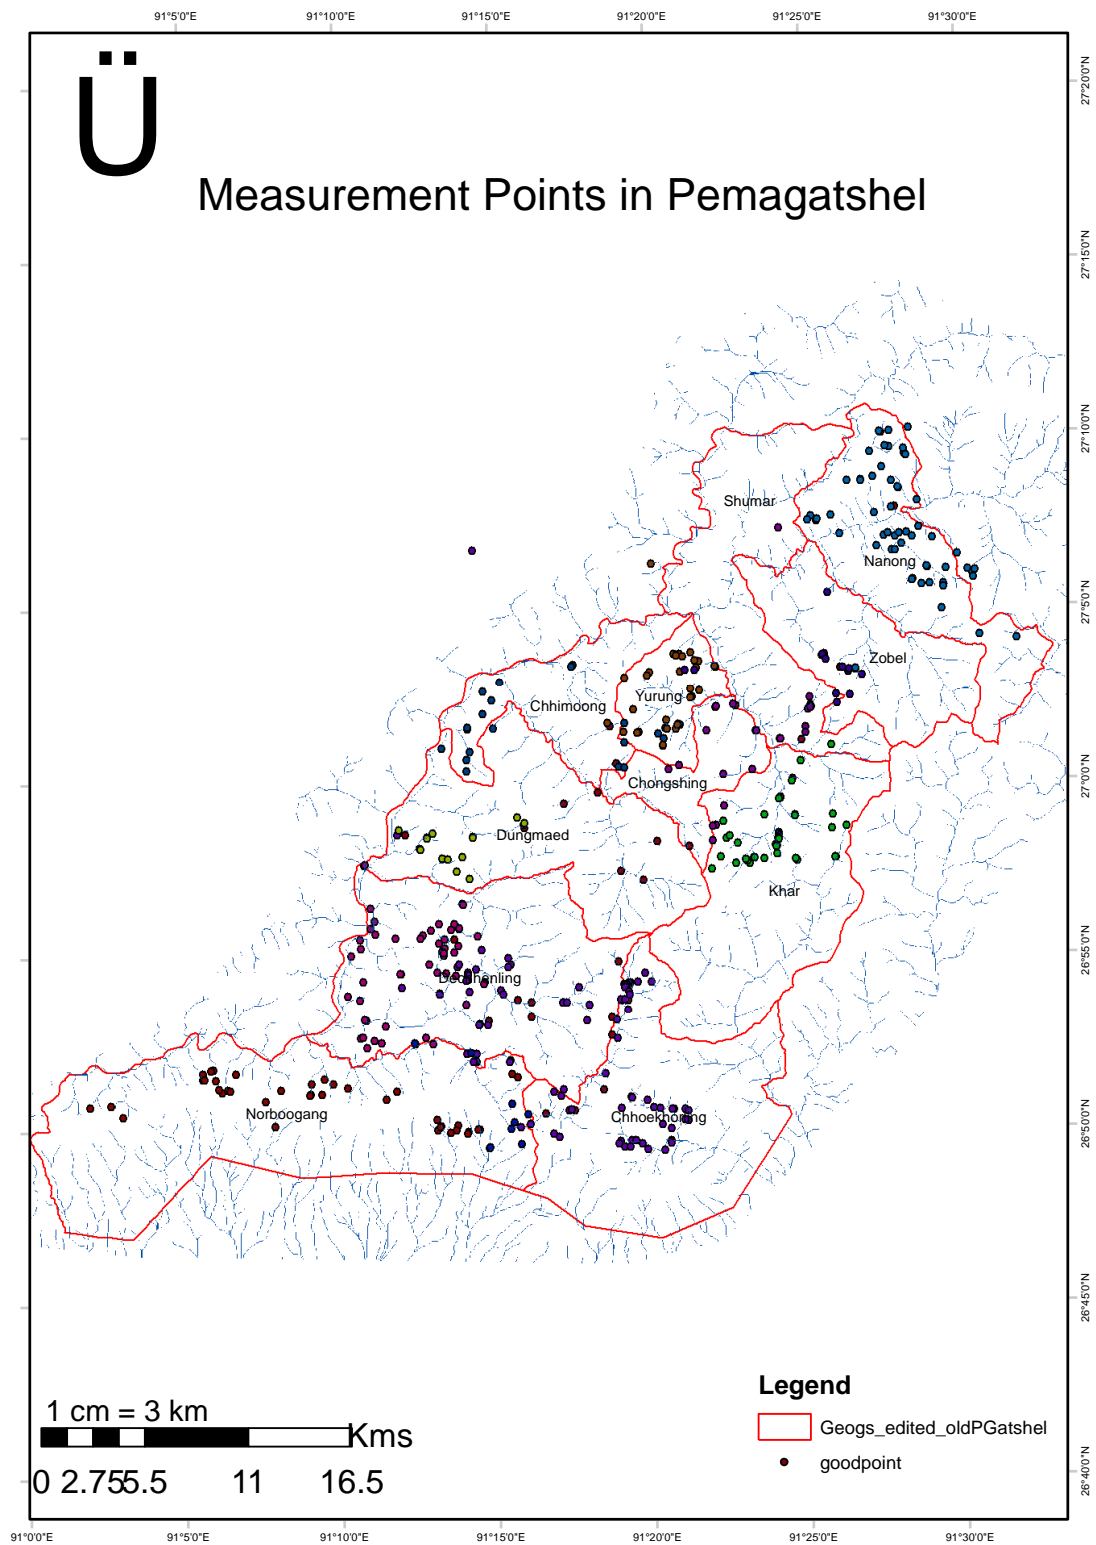 91°5'0"E 91°10'0"E 91°15'0"E 91°20'0"E 91°25'0"E 91°30'0"E
Ü
Measurement Points in Pemagatshel
27°20'0"N
27°15'0"N
27°10'0"N
27°5'0"N
27°0'0"N
26°55'0"N
26°50'0"N
26°45'0"N
26°40'0"N
Shumar
Nanong
Zobel
Yurung
Chhimoong
Chongshing
Dungmaed
Khar
Dechhenling
Norboogang
Chhoekhorling
Legend
Geogs_edited_oldPGatshel
goodpoint
1 cm = 3 km
Kms
0 2.75 5.5 11 16.5
91°0'0"E 91°5'0"E 91°10'0"E 91°15'0"E 91°20'0"E 91°25'0"E 91°30'0"E